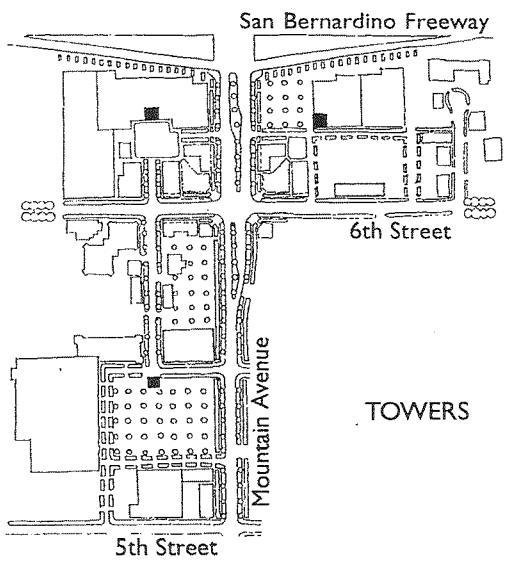 San Bernardino Freeway
6th Street
Mountain Avenue
TOWERS
5th Street